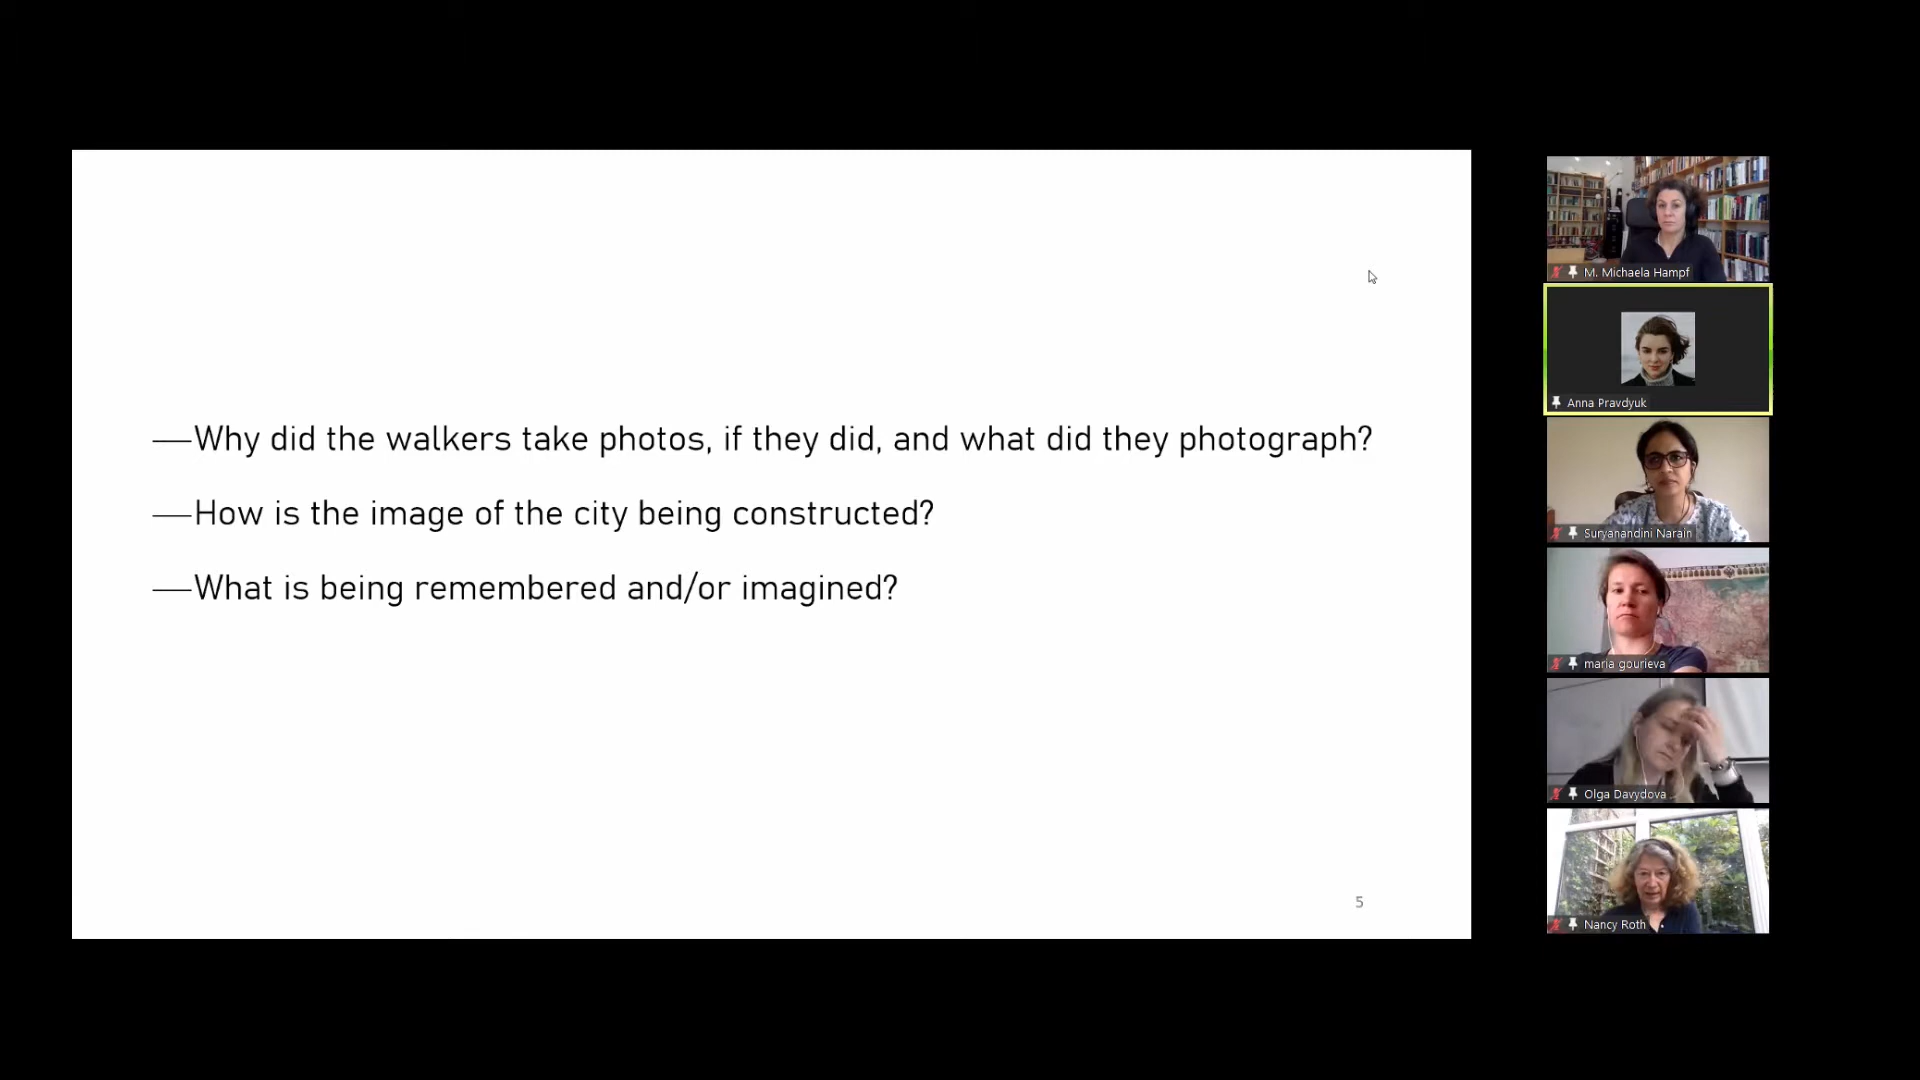 —Why did the walkers take photos, if they did, and what did they photograph?
—How is the image of the city being constructed?
—What is being remembered and/or imagined?
5
M. Michaela Hampf
Anna Pravdyuk
Suryanandini Narain
maria gourieva
Olga Davydova
Nancy Roth